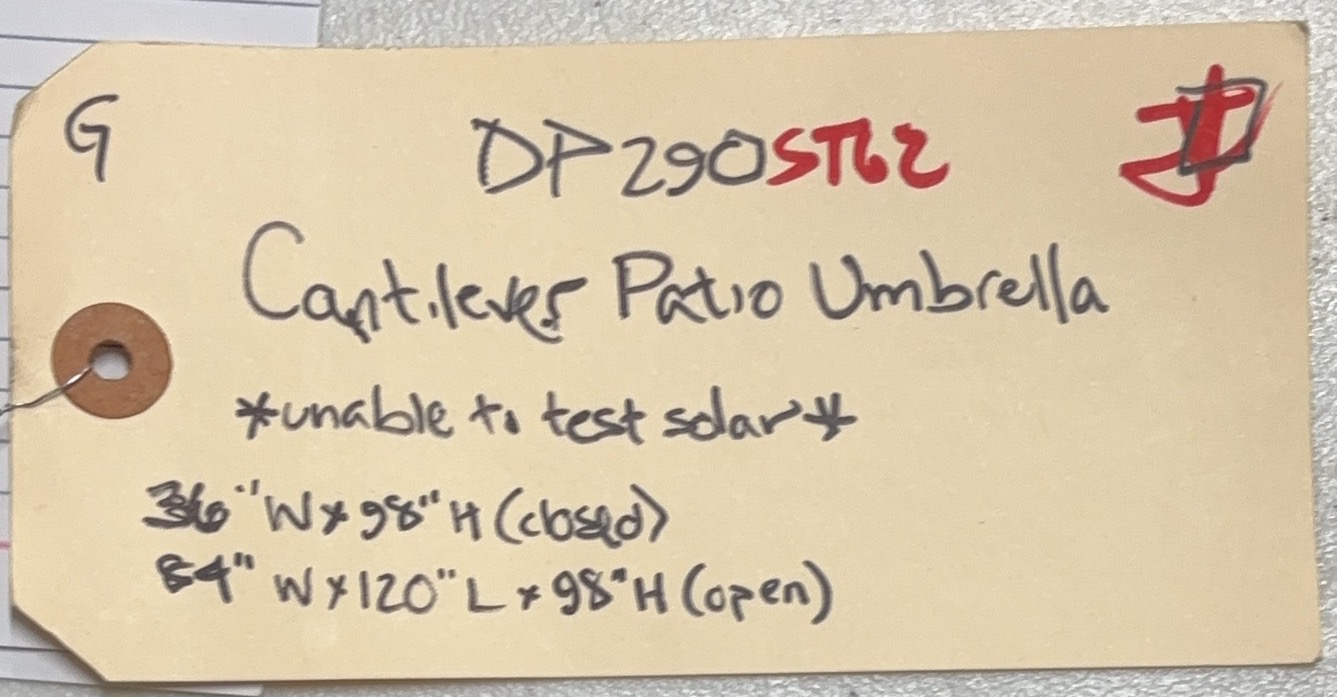 G
DP290ST62
Cantilever Patio Umbrella
*unable to test solar*
36"W x 98"H (closed)
84" W x 120" L x 98"H (open)